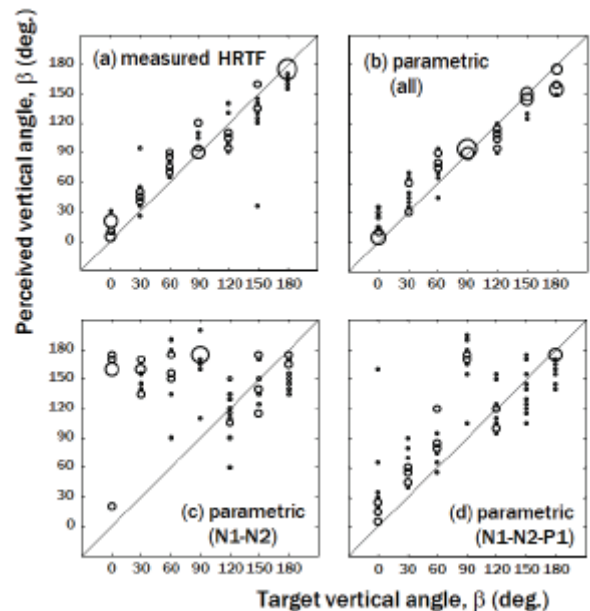 (a) measured HRTF
(b) parametric
(all)
180
150
120
90
60
30
0
0 30 60 90 120 150 180
0 30 60 90 120 150 180
Perceived vertical angle, β (deg.)
180
150
120
90
60
30
0
(c) parametric
(N1-N2)
(d) parametric
(N1-N2-P1)
0 30 60 90 120 150 180
0 30 60 90 120 150 180
Target vertical angle, β (deg.)